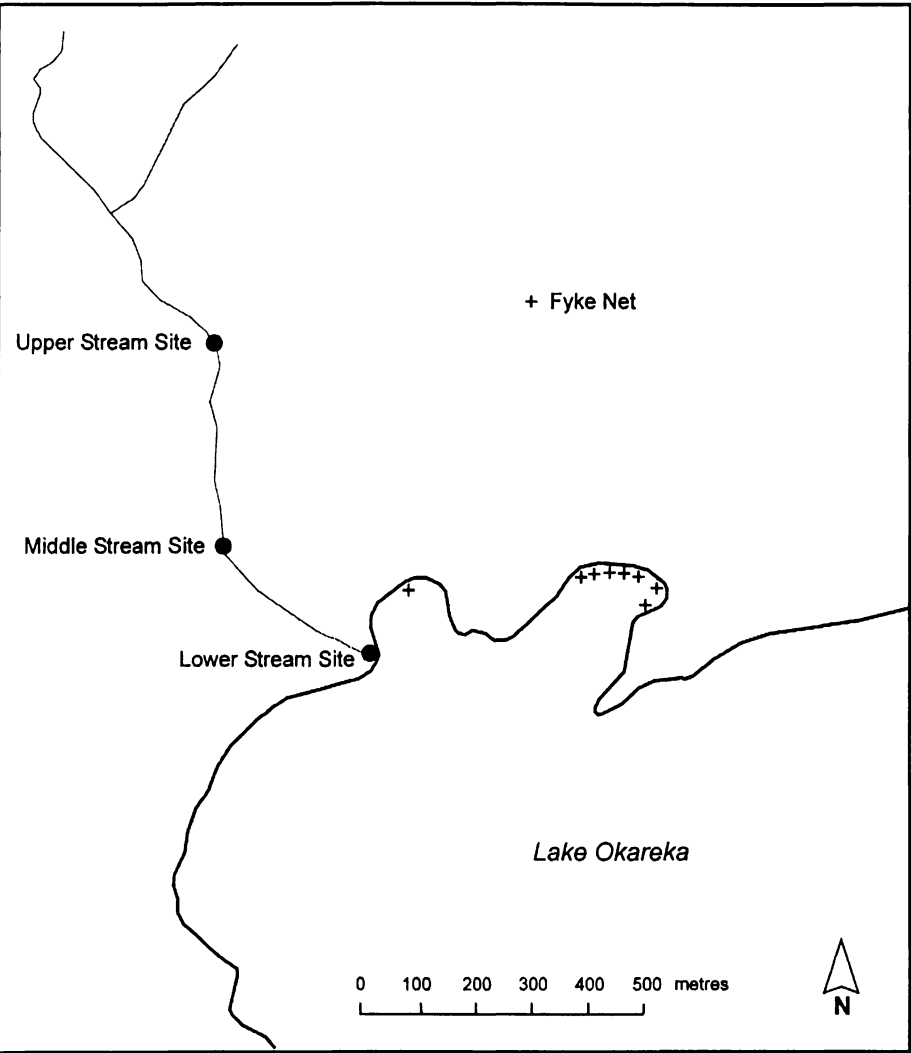 + Fyke Net
Upper Stream Site
Middle Stream Site
Lower Stream Site
Lake Okareka
0 100 200 300 400 500 metres
N